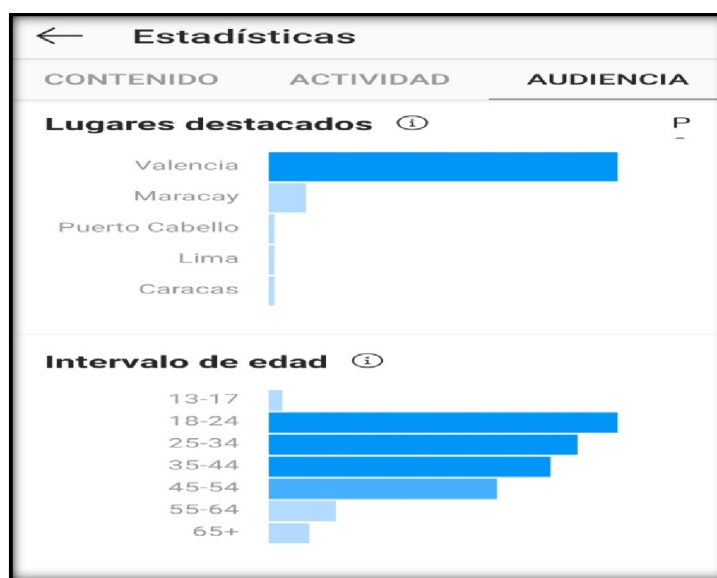 Estadísticas
CONTENIDO ACTIVIDAD AUDIENCIA
Lugares destacados P
Valencia
Maracay
Puerto Cabello
Lima
Caracas
Intervalo de edad
13-17
18-24
25-34
35-44
45-54
55-64
65+